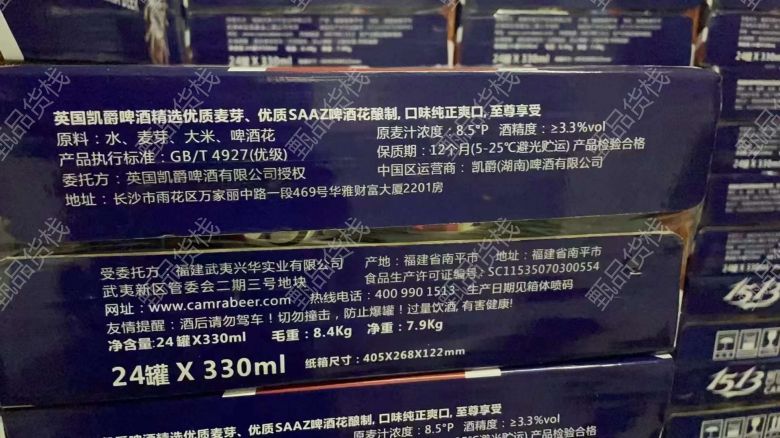 英国凯爵啤酒精选优质麦芽、优质SAAZ啤酒花酿制, 口味纯正爽口, 至尊享受
原料：水、麦芽、大米、啤酒花
原麦汁浓度：8.5°P 酒精度：≥3.3%vol
产品执行标准：GB/T 4927(优级)
保质期：12个月(5-25℃避光贮运) 产品检验合格
委托方：英国凯爵啤酒有限公司授权
中国区运营商：凯爵(湖南)啤酒有限公司
地址：长沙市雨花区万家丽中路一段469号华雅财富大厦2201房
受委托方：福建武夷兴华实业有限公司
产地：福建省南平市 地址：福建省南平市
武夷新区管委会二期三号地块
食品生产许可证编号：SC11535070300554
网址：www.camrabeer.com 热线电话：400 990 1513 生产日期见箱体喷码
友情提醒：酒后请勿驾车！切勿撞击，防止爆罐！过量饮酒, 有害健康!
净含量:24罐X330ml 毛重：8.4Kg 净重：7.9Kg
24罐 X 330ml 纸箱尺寸：405X268X122mm
英国凯爵啤酒精选优质麦芽、优质SAAZ啤酒花酿制, 口味纯正爽口, 至尊享受
原麦汁浓度：8.5°P 酒精度：≥3.3%vol
24罐 X 330ml
24罐 X 330ml
1513
1513
甄品货栈